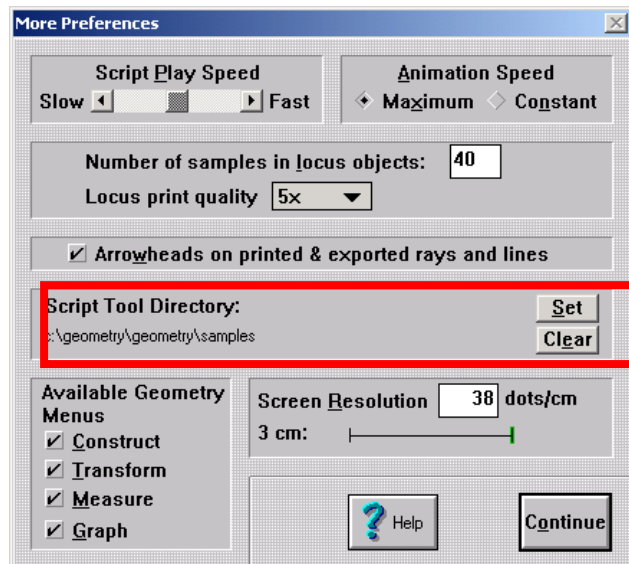 More Preferences
Script Play Speed
Slow Fast
Animation Speed
Maximum Constant
Number of samples in locus objects: 40
Locus print quality 5x
Arrowheads on printed & exported rays and lines
Script Tool Directory:
c:\geometry\geometry\samples
Set
Clear
Available Geometry
Menus
Construct
Transform
Measure
Graph
Screen Resolution 38 dots/cm
3 cm:
? Help
Continue